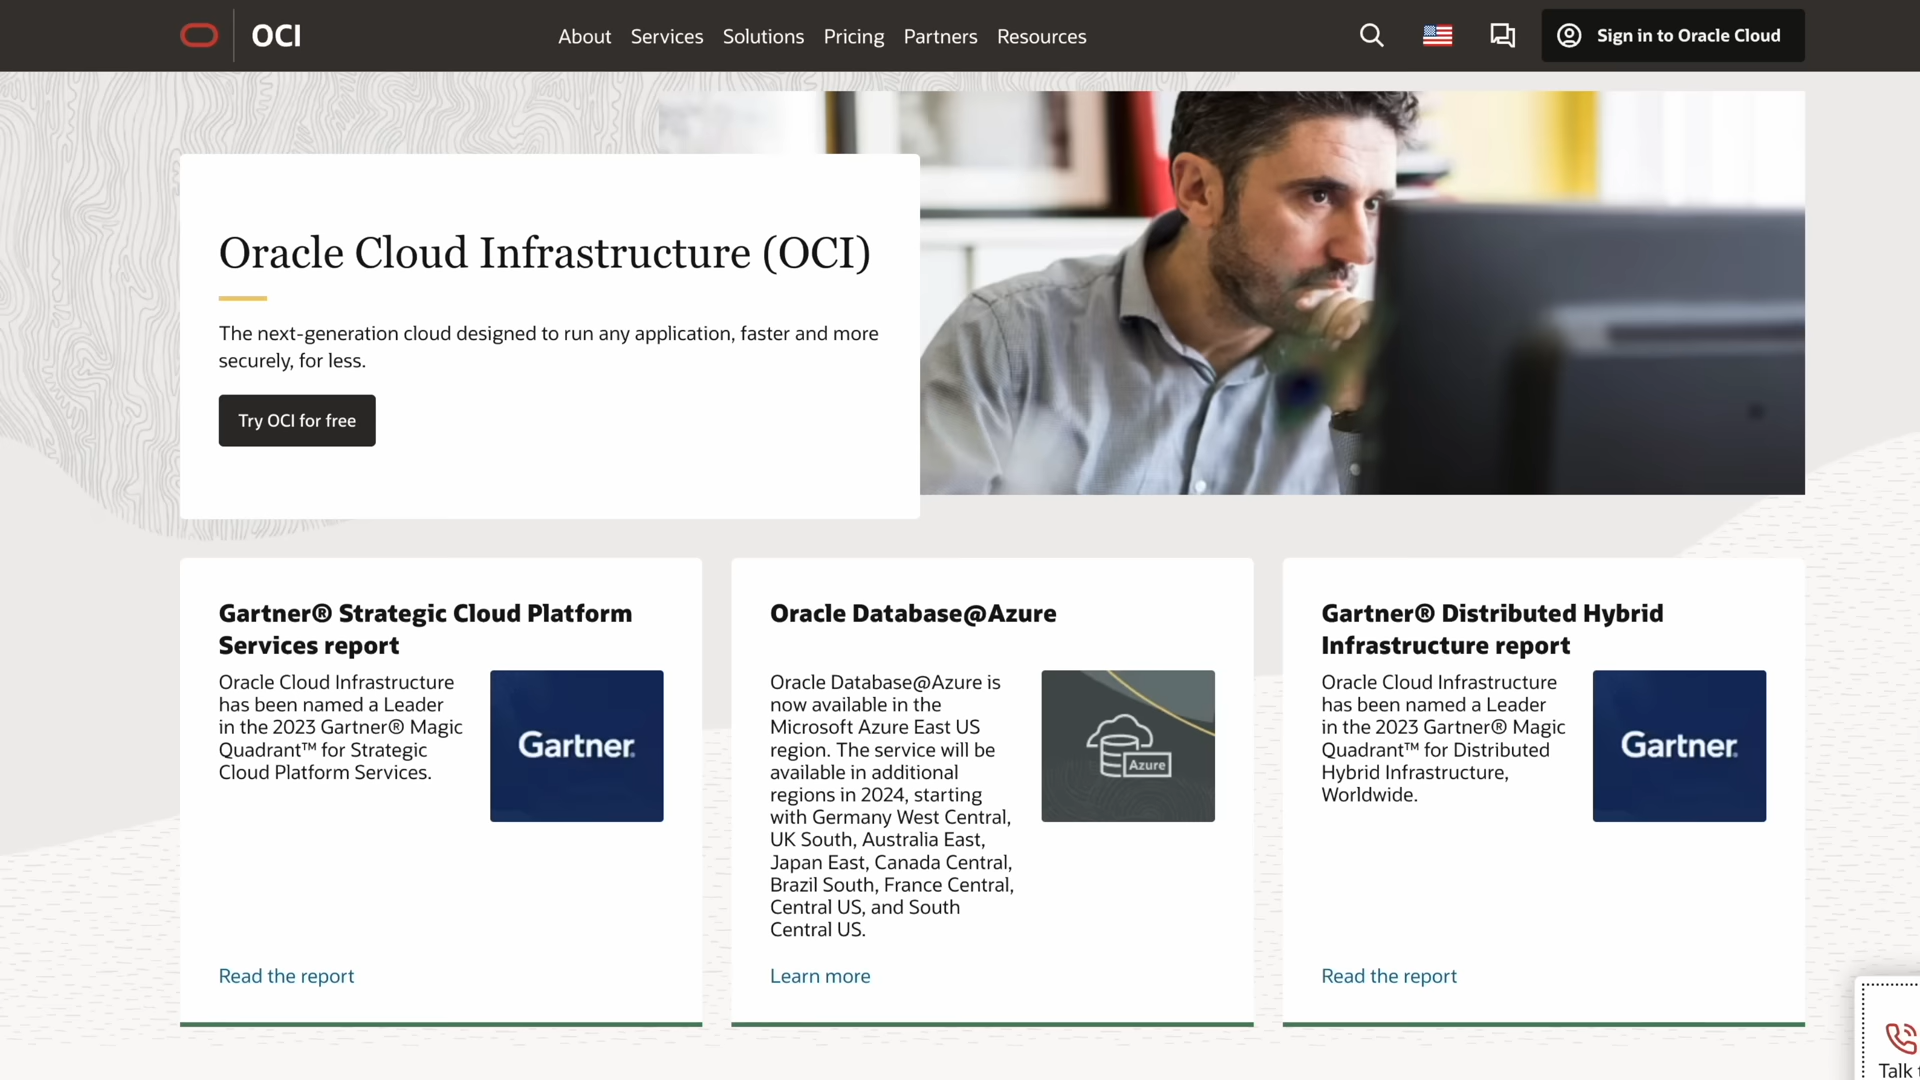 OCI
About Services Solutions Pricing Partners Resources
Sign in to Oracle Cloud
Oracle Cloud Infrastructure (OCI)
The next-generation cloud designed to run any application, faster and more
securely, for less.
Try OCI for free
Gartner® Strategic Cloud Platform
Services report
Oracle Cloud Infrastructure
has been named a Leader
in the 2023 Gartner® Magic
Quadrant™ for Strategic
Cloud Platform Services.
Gartner.
Read the report
Oracle Database@Azure
Oracle Database@Azure is
now available in the
Microsoft Azure East US
region. The service will be
available in additional
regions in 2024, starting
with Germany West Central,
UK South, Australia East,
Japan East, Canada Central,
Brazil South, France Central,
Central US, and South
Central US.
Azure
Learn more
Gartner® Distributed Hybrid
Infrastructure report
Oracle Cloud Infrastructure
has been named a Leader
in the 2023 Gartner® Magic
Quadrant™ for Distributed
Hybrid Infrastructure,
Worldwide.
Gartner.
Read the report
Talk